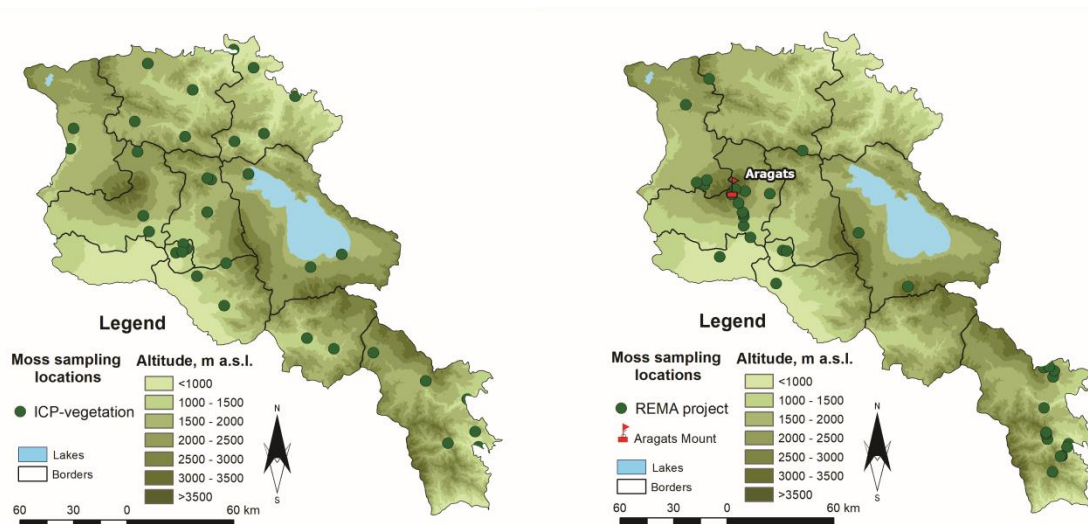 Legend
Moss sampling locations
ICP-vegetation
Lakes
Borders
Altitude, m a.s.l.
<1000
1000 - 1500
1500 - 2000
2000 - 2500
2500 - 3000
3000 - 3500
>3500
N
S
60 30 0 60 km
Aragats
Legend
Moss sampling locations
REMA project
Aragats Mount
Lakes
Borders
Altitude, m a.s.l.
<1000
1000 - 1500
1500 - 2000
2000 - 2500
2500 - 3000
3000 - 3500
>3500
N
S
60 30 0 60 km